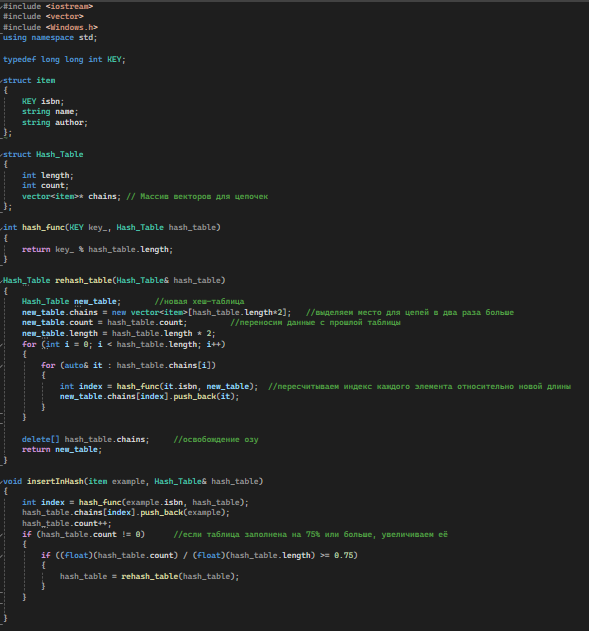 #include <iostream>
#include <vector>
#include <Windows.h>
using namespace std;

typedef long long int KEY;

struct item
{
    KEY isbn;
    string name;
    string author;
};

struct Hash_Table
{
    int length;
    int count;
    vector<item>* chains; // Массив векторов для цепочек
};

int hash_func(KEY key_, Hash_Table hash_table)
{
    return key_ % hash_table.length;
}

Hash_Table rehash_table(Hash_Table& hash_table)
{
    Hash_Table new_table;       //новая хеш-таблица
    new_table.chains = new vector<item>[hash_table.length*2];   //выделяем место для цепей в два раза больше
    new_table.count = hash_table.count;         //переносим данные с прошлой таблицы
    new_table.length = hash_table.length * 2;
    for (int i = 0; i < hash_table.length; i++)
    {
        for (auto& it : hash_table.chains[i])
        {
            int index = hash_func(it.isbn, new_table);  //пересчитываем индекс каждого элемента относительно новой длины
            new_table.chains[index].push_back(it);
        }
    }

    delete[] hash_table.chains;     //освобождение озу
    return new_table;
}

void insertInHash(item example, Hash_Table& hash_table)
{
    int index = hash_func(example.isbn, hash_table);
    hash_table.chains[index].push_back(example);
    hash_table.count++;
    if (hash_table.count != 0)      //если таблица заполнена на 75% или больше, увеличиваем её
    {
        if ((float)(hash_table.count) / (float)(hash_table.length) >= 0.75)
        {
            hash_table = rehash_table(hash_table);
        }
    }

}